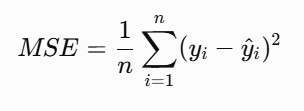 MSE = \frac{1}{n} \sum_{i=1}^{n} (y_i - \hat{y}_i)^2